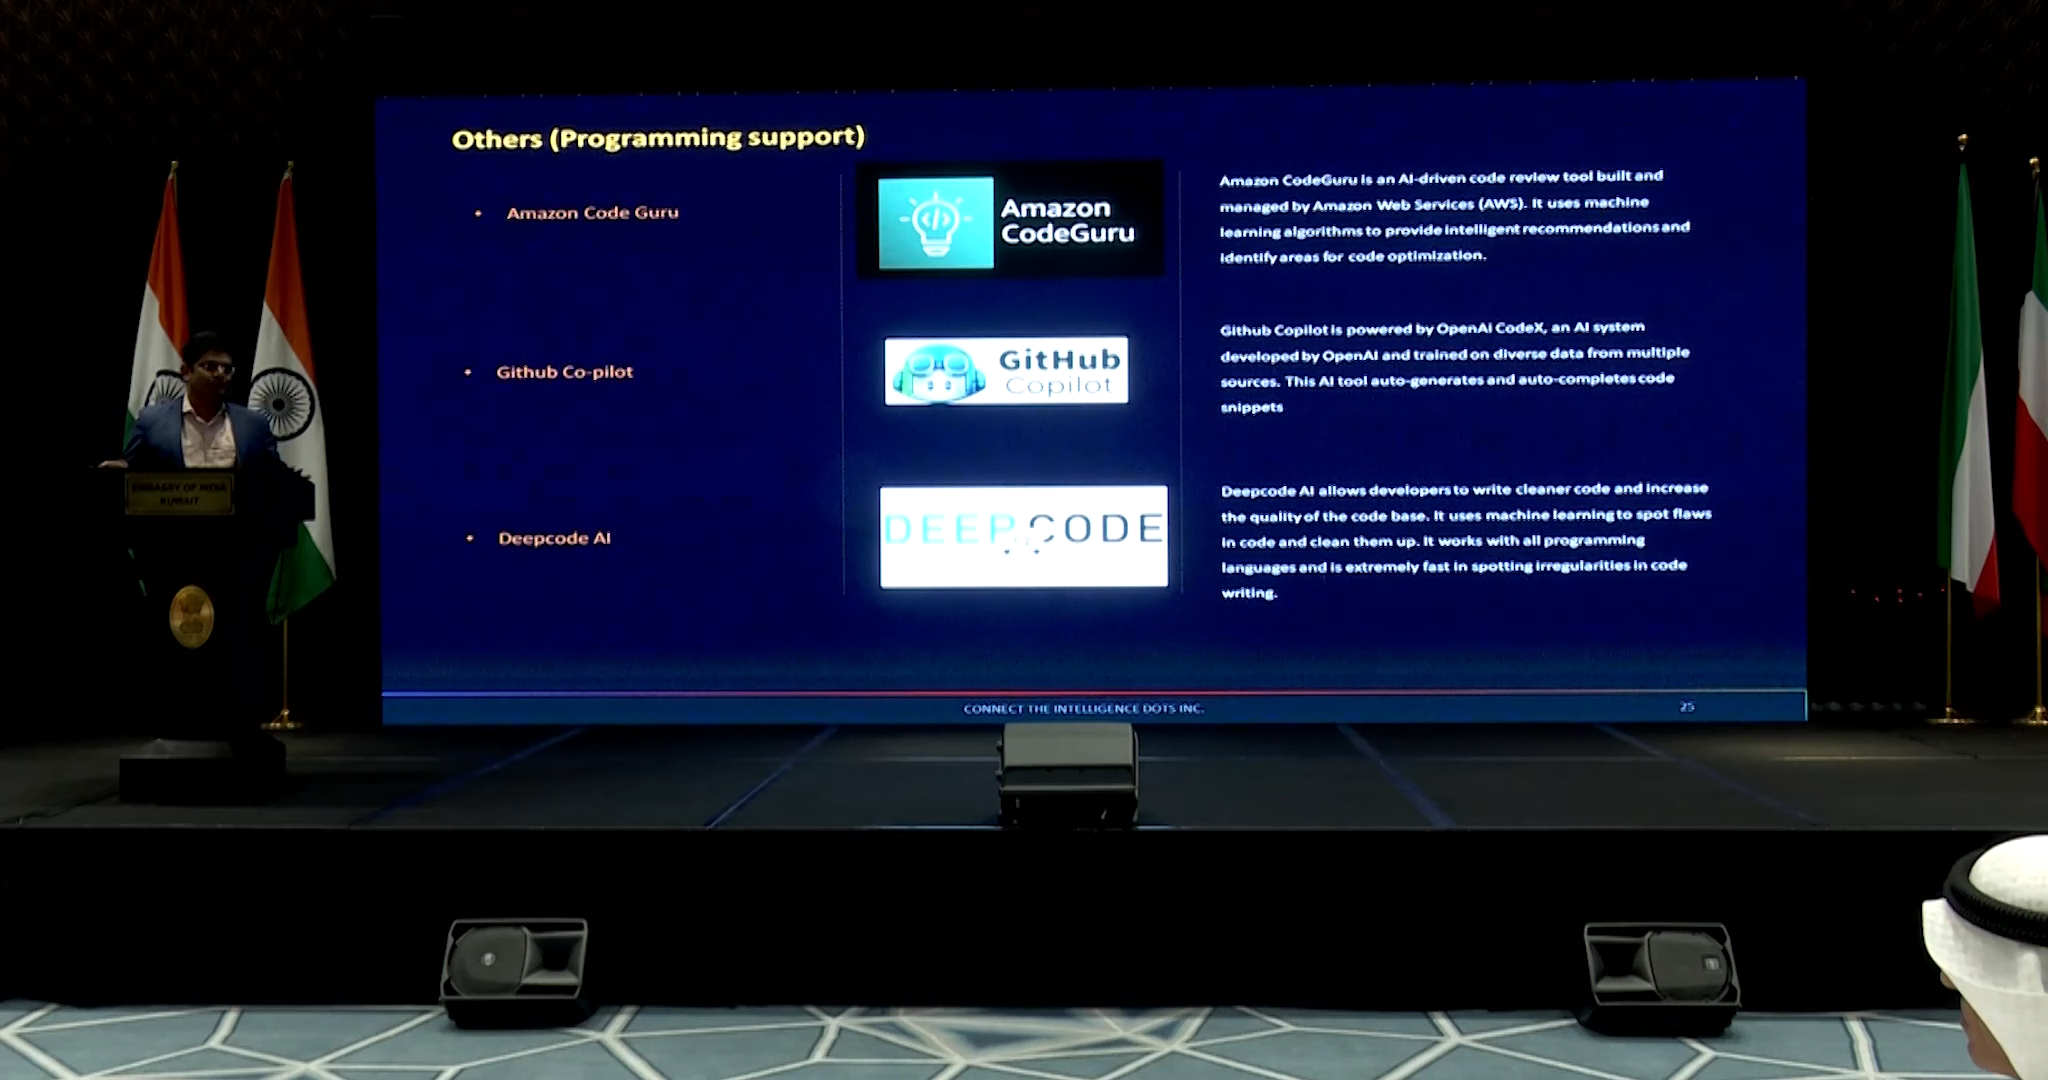 Others (Programming support)
• Amazon Code Guru
Amazon
CodeGuru
Amazon CodeGuru is an AI-driven code review tool built and
managed by Amazon Web Services (AWS). It uses machine
learning algorithms to provide intelligent recommendations and
identify areas for code optimization.
• Github Co-pilot
GitHub
Copilot
Github Copilot is powered by OpenAI CodeX, an AI system
developed by OpenAI and trained on diverse data from multiple
sources. This AI tool auto-generates and auto-completes code
snippets
• Deepcode AI
DEEPCODE
Deepcode AI allows developers to write cleaner code and increase
the quality of the code base. It uses machine learning to spot flaws
in code and clean them up. It works with all programming
languages and is extremely fast in spotting irregularities in code
writing.
CONNECT THE INTELLIGENCE DOTS INC.
25
EMBASSY OF INDIA
KUWAIT